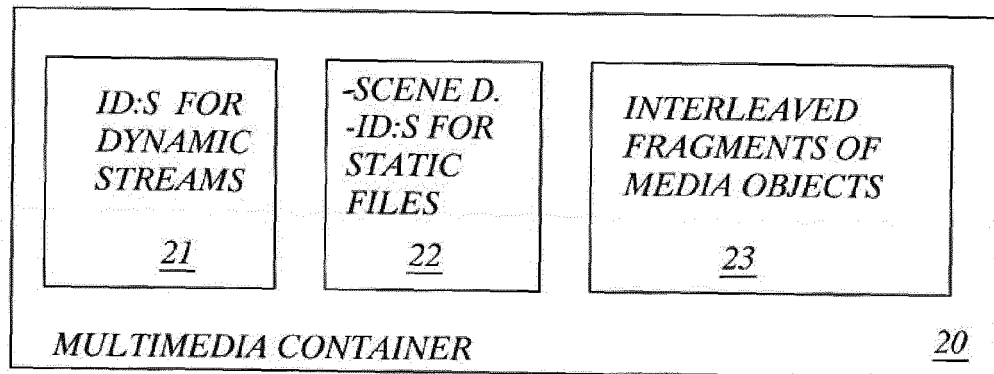 ID:S FOR
DYNAMIC
STREAMS
21
-SCENE D.
-ID:S FOR
STATIC
FILES
22
INTERLEAVED
FRAGMENTS OF
MEDIA OBJECTS
23
MULTIMEDIA CONTAINER
20